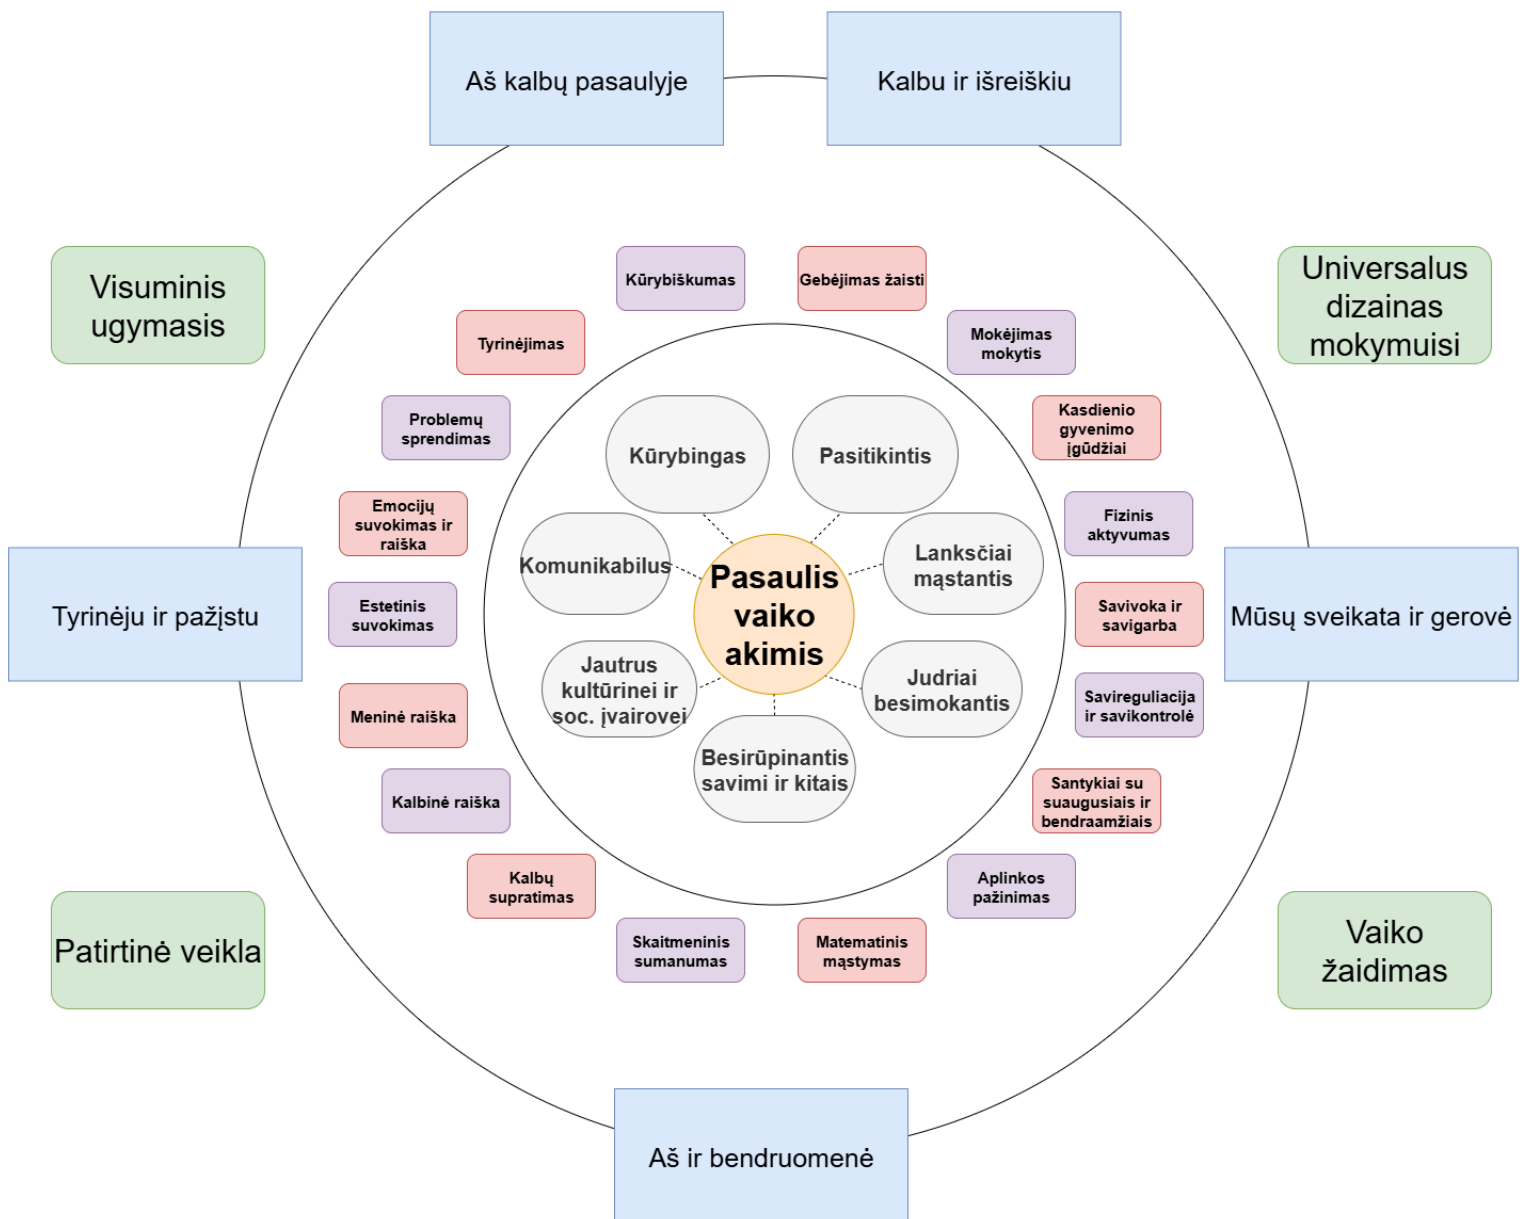 Aš kalbų pasaulyje
Kalbu ir išreiškiu
Visuminis
ugymasis
Universalus
dizainas
mokymuisi
Kūrybiškumas
Gebėjimas žaisti
Tyrinėjimas
Mokėjimas
mokytis
Problemų
sprendimas
Kasdienio
gyvenimo
įgūdžiai
Kūrybingas
Pasitikintis
Emocijų
suvokimas ir
raiška
Fizinis
aktyvumas
Komunikabilus
Lanksčiai
mąstantis
Pasaulis
vaiko
akimis
Tyrinėju ir pažįstu
Estetinis
suvokimas
Savivoka ir
savigarba
Mūsų sveikata ir gerovė
Jautrus
kultūrinei ir
soc. įvairovei
Judriai
besimokantis
Meninė raiška
Savireguliacija
ir savikontrolė
Besirūpinantis
savimi ir kitais
Kalbinė raiška
Santykiai su
suaugusiais ir
bendraamžiais
Kalbų
supratimas
Aplinkos
pažinimas
Skaitmeninis
sumanumas
Matematinis
mąstymas
Patirtinė veikla
Vaiko
žaidimas
Aš ir bendruomenė